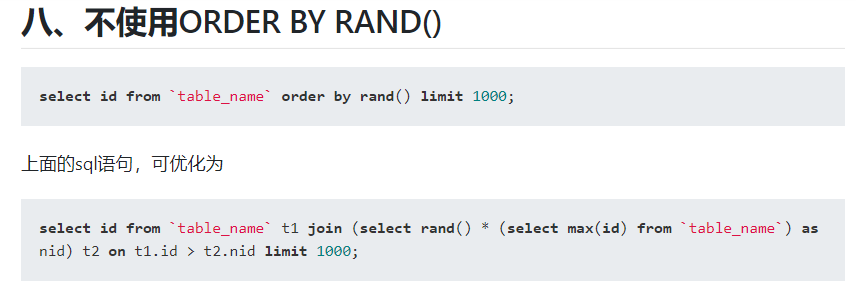 八、不使用ORDER BY RAND()
select id from `table_name` order by rand() limit 1000;
上面的sql语句，可优化为
select id from `table_name` t1 join (select rand() * (select max(id) from `table_name`) as
nid) t2 on t1.id > t2.nid limit 1000;